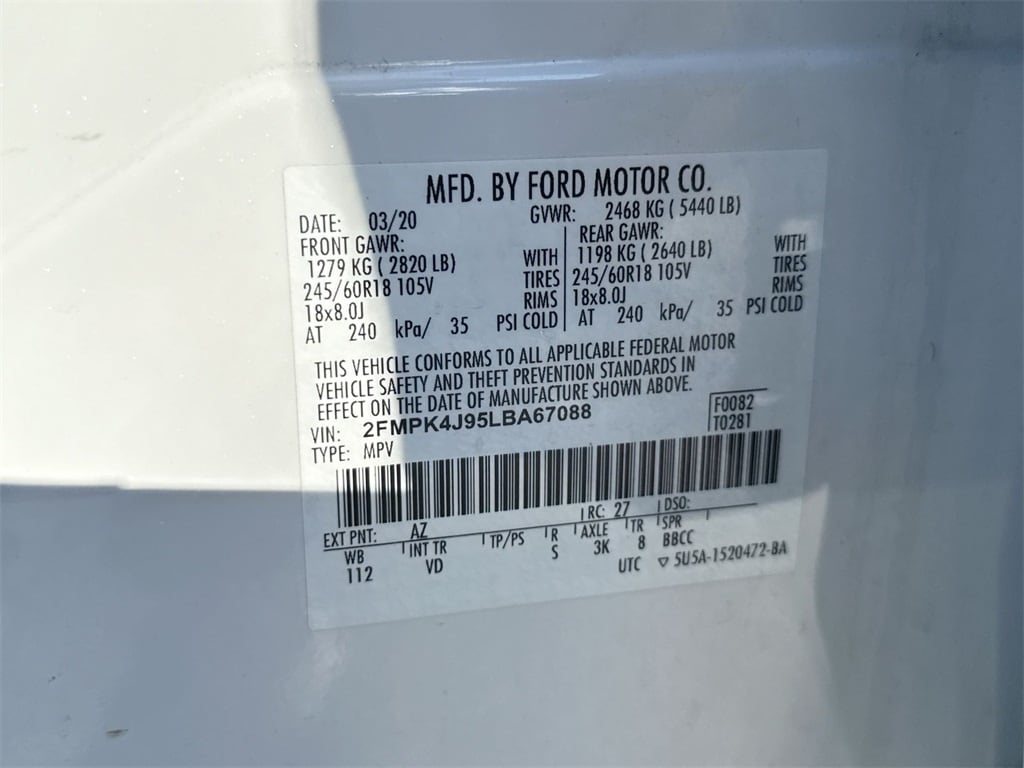 MFD. BY FORD MOTOR CO.
DATE: 03/20 GVWR: 2468 KG ( 5440 LB)
FRONT GAWR: REAR GAWR:
1279 KG ( 2820 LB) WITH 1198 KG ( 2640 LB) WITH
245/60R18 105V TIRES 245/60R18 105V TIRES
18x8.0J RIMS 18x8.0J RIMS
AT 240 kPa/ 35 PSI COLD AT 240 kPa/ 35 PSI COLD
THIS VEHICLE CONFORMS TO ALL APPLICABLE FEDERAL MOTOR
VEHICLE SAFETY AND THEFT PREVENTION STANDARDS IN
EFFECT ON THE DATE OF MANUFACTURE SHOWN ABOVE.
VIN: 2FMPK4J95LBA67088 F0082
TYPE: MPV T0281
EXT PNT: AZ RC: 27 DSO:
WB INT TR TP/PS R AXLE TR SPR
112 VD S 3K 8 BBCC
UTC ▽ 5U5A-1520472-BA